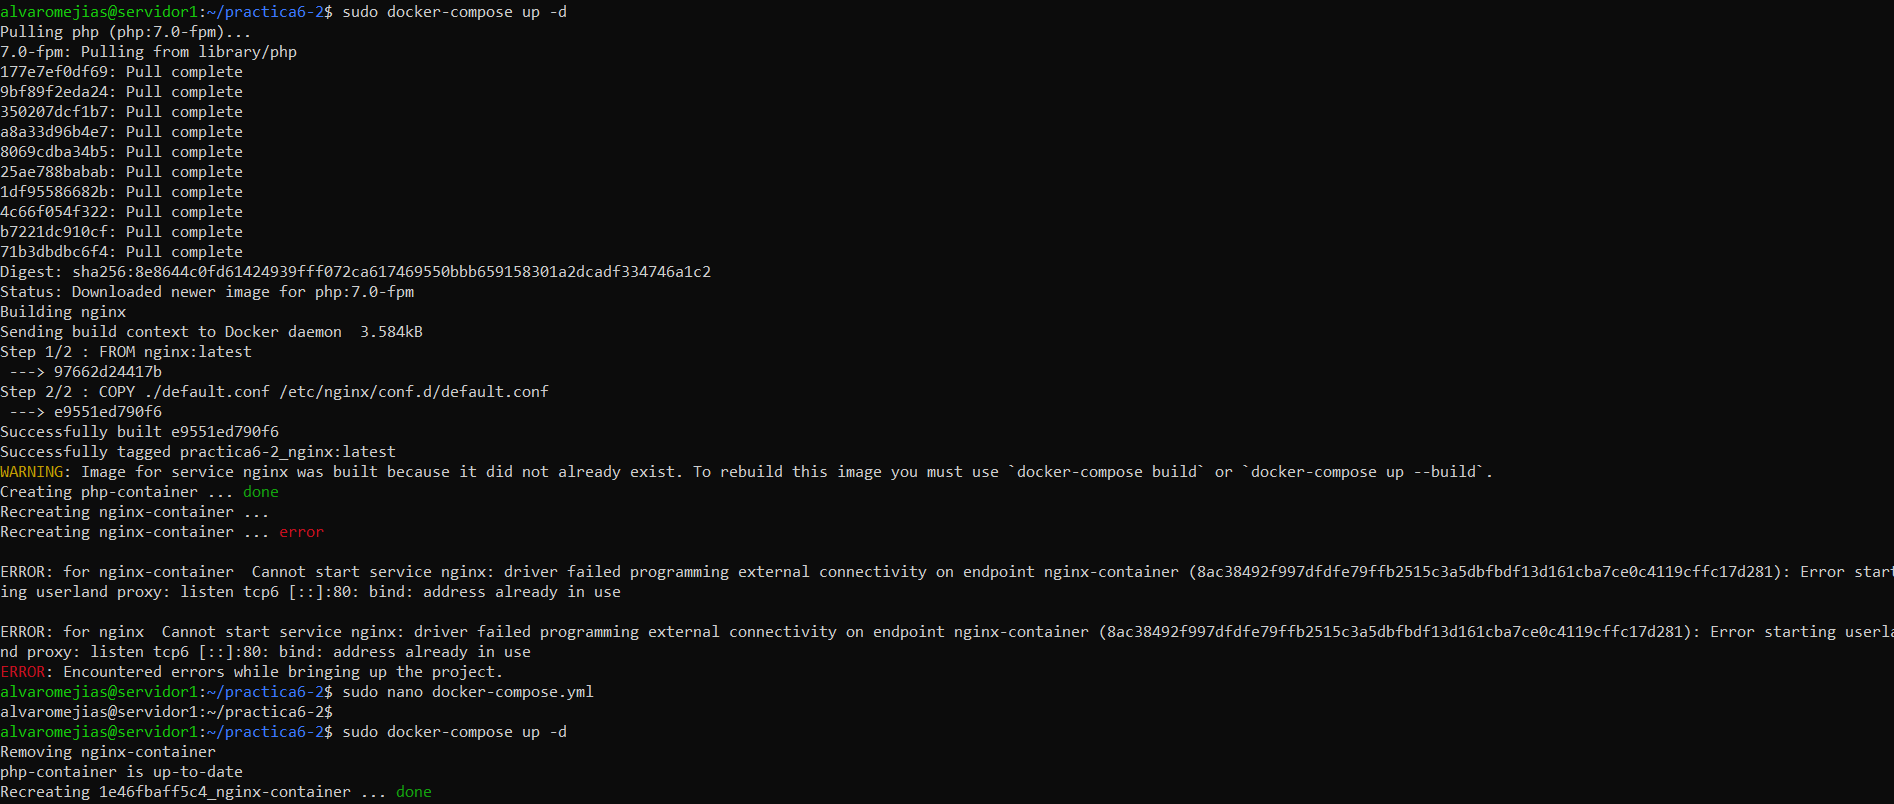 alvaromejias@servidor1:~/practica6-2$ sudo docker-compose up -d
Pulling php (php:7.0-fpm)...
7.0-fpm: Pulling from library/php
177e7ef0df69: Pull complete
9bf89f2eda24: Pull complete
350207dcf1b7: Pull complete
a8a33d96b4e7: Pull complete
8069cdba34b5: Pull complete
25ae788babab: Pull complete
1df95586682b: Pull complete
4c66f054f322: Pull complete
b7221dc910cf: Pull complete
71b3dbdbc6f4: Pull complete
Digest: sha256:8e8644c0fd61424939fff072ca617469550bbb659158301a2dcadf334746a1c2
Status: Downloaded newer image for php:7.0-fpm
Building nginx
Sending build context to Docker daemon  3.584kB
Step 1/2 : FROM nginx:latest
 ---> 97662d24417b
Step 2/2 : COPY ./default.conf /etc/nginx/conf.d/default.conf
 ---> e9551ed790f6
Successfully built e9551ed790f6
Successfully tagged practica6-2_nginx:latest
WARNING: Image for service nginx was built because it did not already exist. To rebuild this image you must use `docker-compose build` or `docker-compose up --build`.
Creating php-container ... done
Recreating nginx-container ...
Recreating nginx-container ... error
ERROR: for nginx-container  Cannot start service nginx: driver failed programming external connectivity on endpoint nginx-container (8ac38492f997dfdfe79ffb2515c3a5dbfbdf13d161cba7ce0c4119cffc17d281): Error start
ing userland proxy: listen tcp6 [::]:80: bind: address already in use
ERROR: for nginx  Cannot start service nginx: driver failed programming external connectivity on endpoint nginx-container (8ac38492f997dfdfe79ffb2515c3a5dbfbdf13d161cba7ce0c4119cffc17d281): Error starting userla
nd proxy: listen tcp6 [::]:80: bind: address already in use
ERROR: Encountered errors while bringing up the project.
alvaromejias@servidor1:~/practica6-2$ sudo nano docker-compose.yml
alvaromejias@servidor1:~/practica6-2$
alvaromejias@servidor1:~/practica6-2$ sudo docker-compose up -d
Removing nginx-container
php-container is up-to-date
Recreating 1e46fbaff5c4_nginx-container ... done